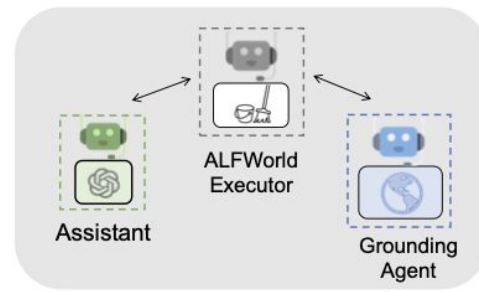 ALFWorld
Executor
Assistant
Grounding
Agent